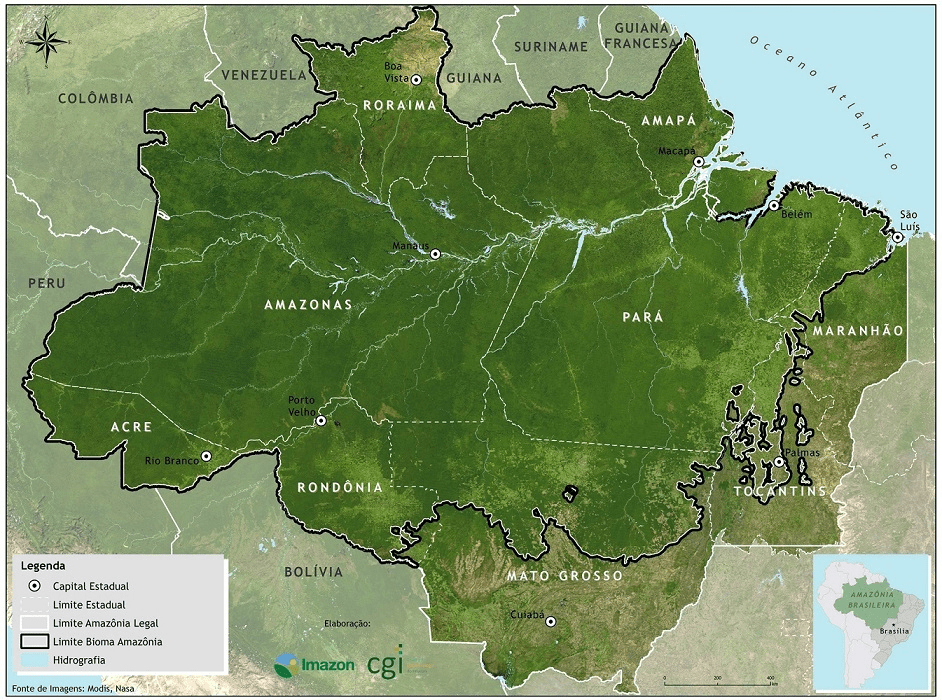 GUIANA
FRANCESA
SURINAME
Oceano Atlântico
N
VENEZUELA
Boa
Vista
GUIANA
COLÔMBIA
RORAIMA
AMAPÁ
Macapá
Belém
São
Luís
Manaus
PERU
AMAZONAS
PARÁ
MARANHÃO
Porto
Velho
ACRE
Rio Branco
Palmas
RONDÔNIA
TOCANTINS
BOLÍVIA
MATO GROSSO
Cuiabá
Legenda
Capital Estadual
Limite Estadual
Limite Amazônia Legal
Limite Bioma Amazônia
Hidrografia
Elaboração:
Imazon
cgi
Fonte de Imagens: Modis, Nasa
0 200 400
km
AMAZÔNIA
BRASILEIRA
Brasília